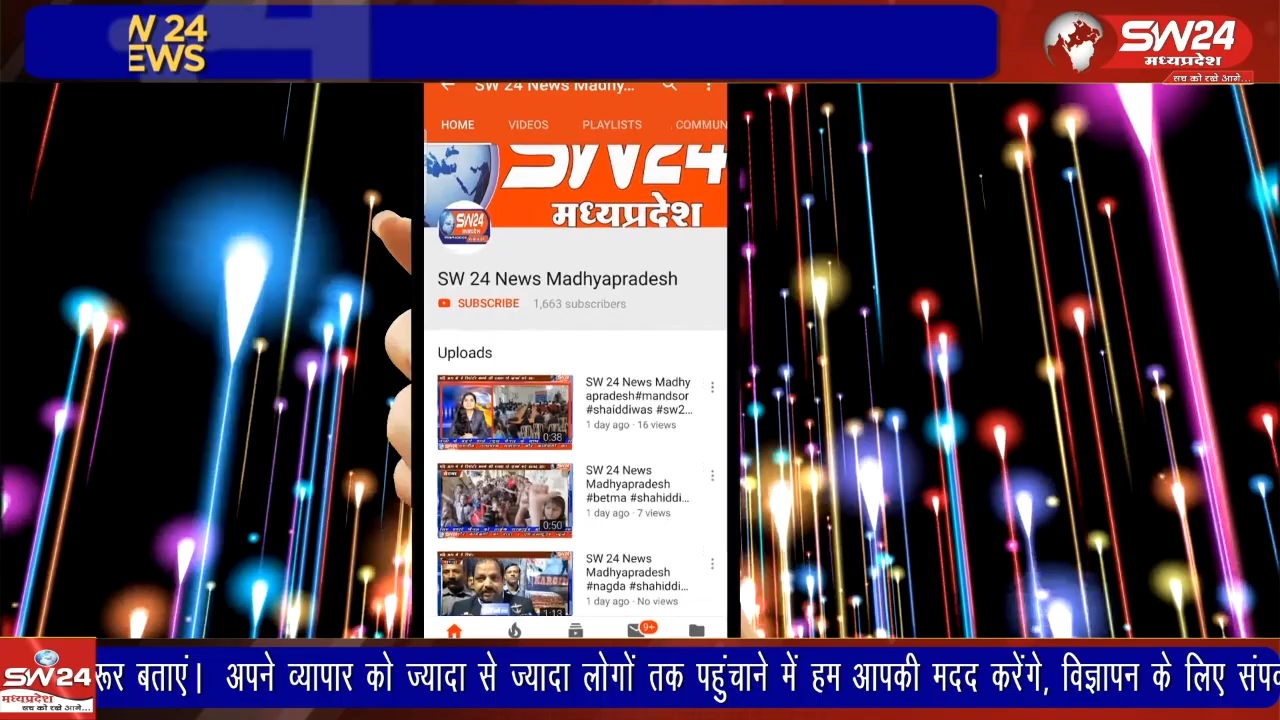 W 24
EWS
SW24
मध्यप्रदेश
सच को रखे आगे...
SW 24 News Madhy...
HOME VIDEOS PLAYLISTS COMMUN
SW24
मध्यप्रदेश
SW24
SW 24 News Madhyapradesh
SUBSCRIBE 1,663 subscribers
Uploads
SW 24 News Madhy
apradesh#mandsor
#shaiddiwas #sw2...
1 day ago · 16 views
0:38
SW 24 News
Madhyapradesh
#betma #shahiddi...
1 day ago · 7 views
0:50
SW 24 News
Madhyapradesh
#nagda #shahiddi...
1 day ago · No views
1:13
9+
SW24
मध्यप्रदेश
सच को रखे आगे...
रूर बताएं। अपने व्यापार को ज्यादा से ज्यादा लोगों तक पहुंचाने में हम आपकी मदद करेंगे, विज्ञापन के लिए संप